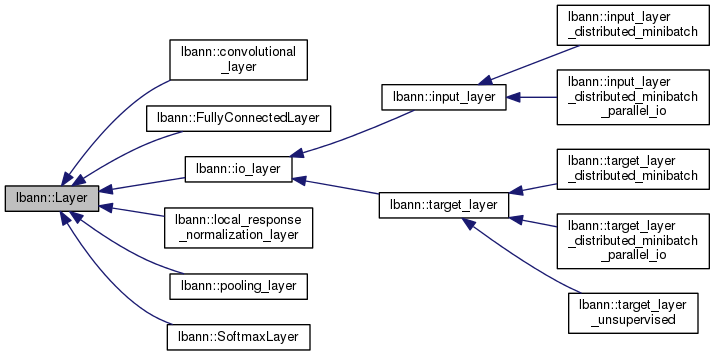 lbann::Layer
lbann::convolutional
_layer
lbann::FullyConnectedLayer
lbann::io_layer
lbann::local_response
_normalization_layer
lbann::pooling_layer
lbann::SoftmaxLayer
lbann::input_layer
lbann::target_layer
lbann::input_layer
_distributed_minibatch
lbann::input_layer
_distributed_minibatch
_parallel_io
lbann::target_layer
_distributed_minibatch
lbann::target_layer
_distributed_minibatch
_parallel_io
lbann::target_layer
_unsupervised